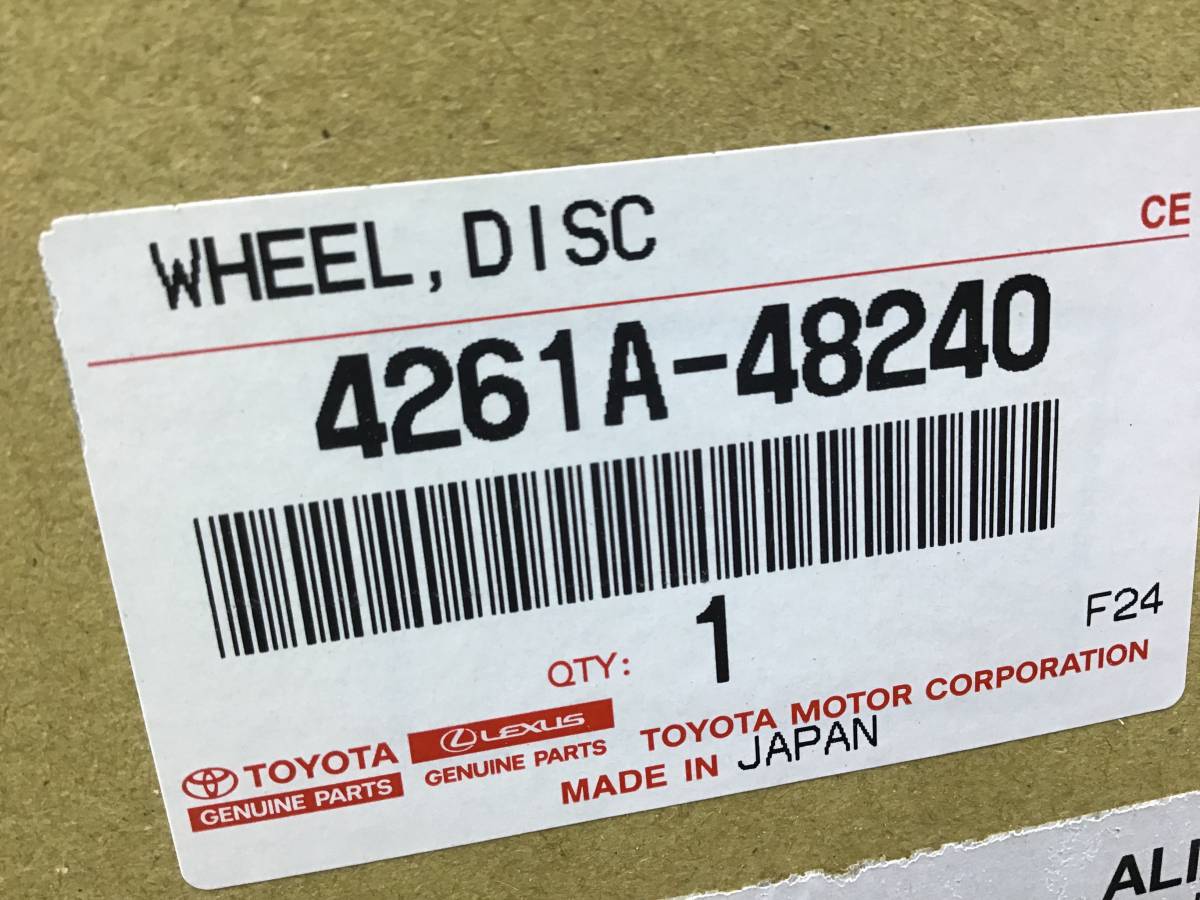 WHEEL, DISC
CE
4261A-48240
QTY: 1
F24
TOYOTA
GENUINE PARTS
LEXUS
GENUINE PARTS
TOYOTA MOTOR CORPORATION
MADE IN JAPAN